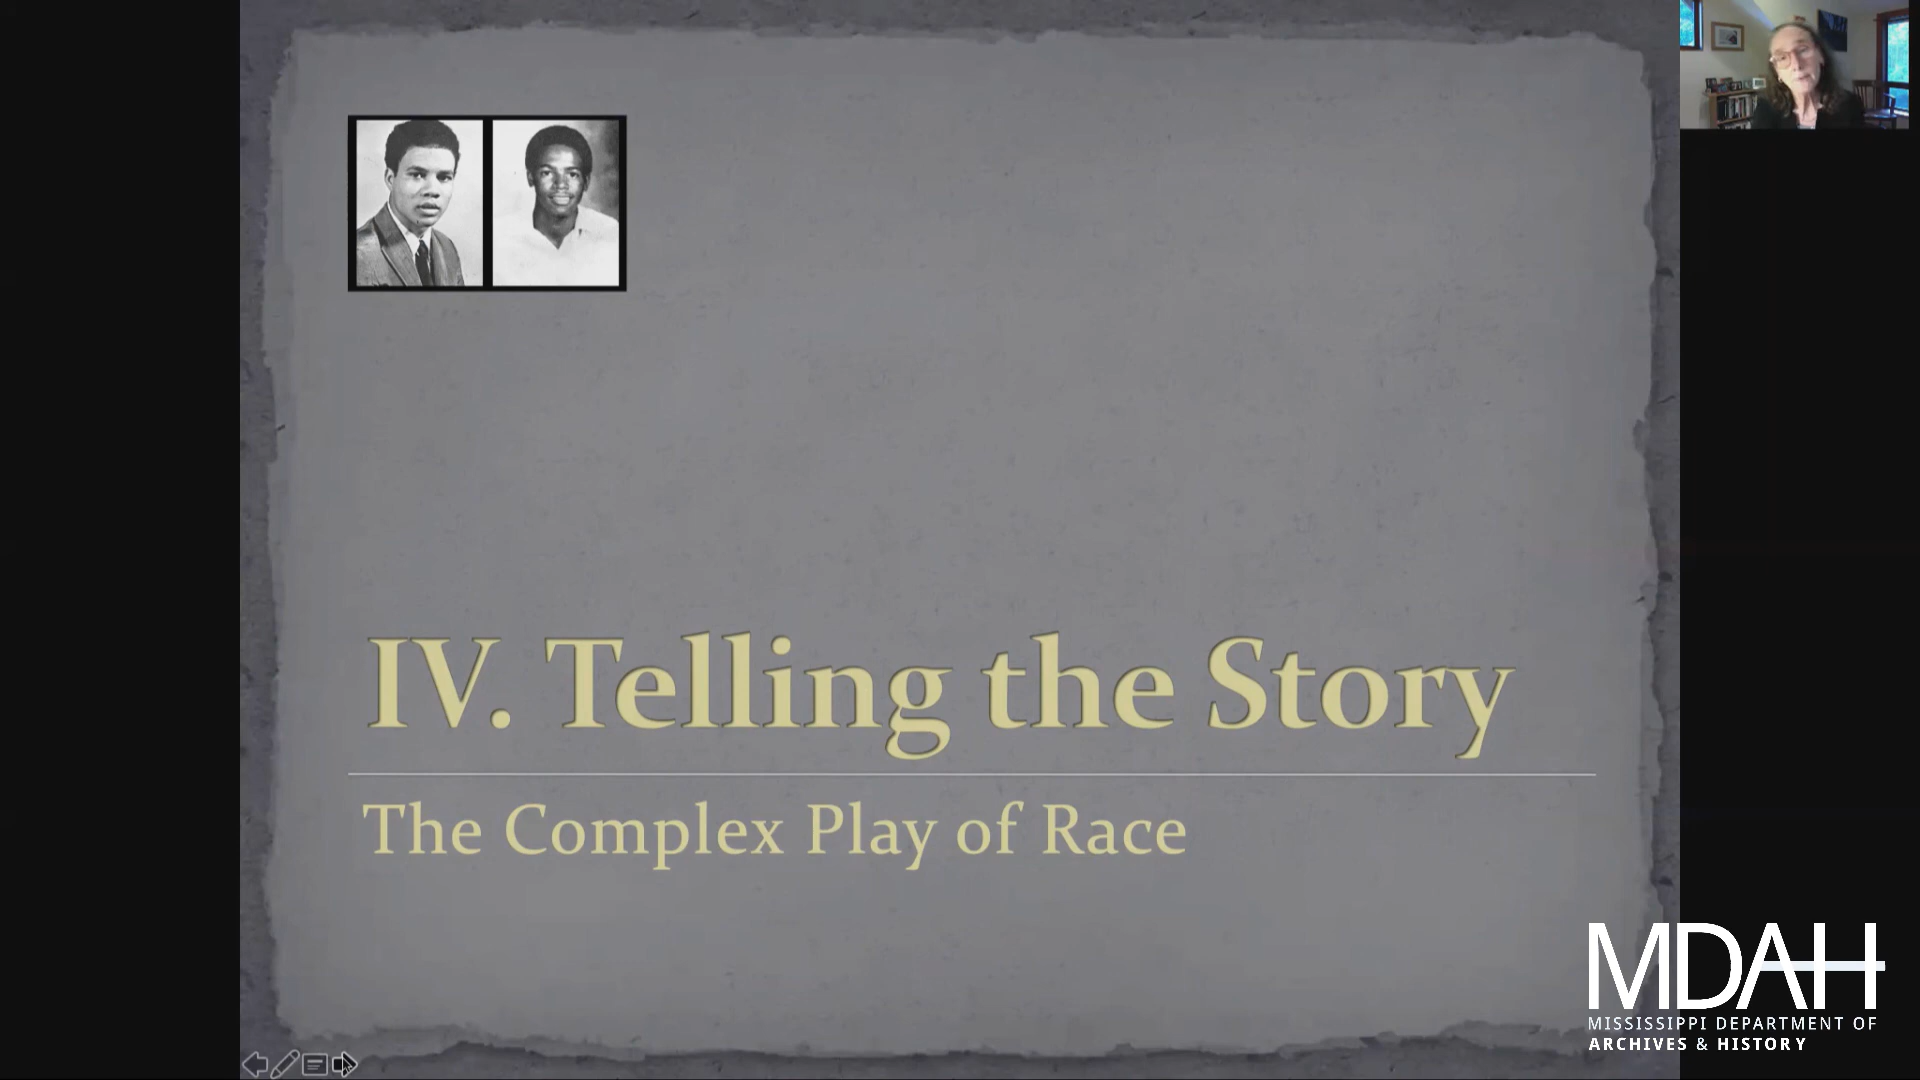 IV. Telling the Story
The Complex Play of Race
MDAH
MISSISSIPPI DEPARTMENT OF
ARCHIVES & HISTORY